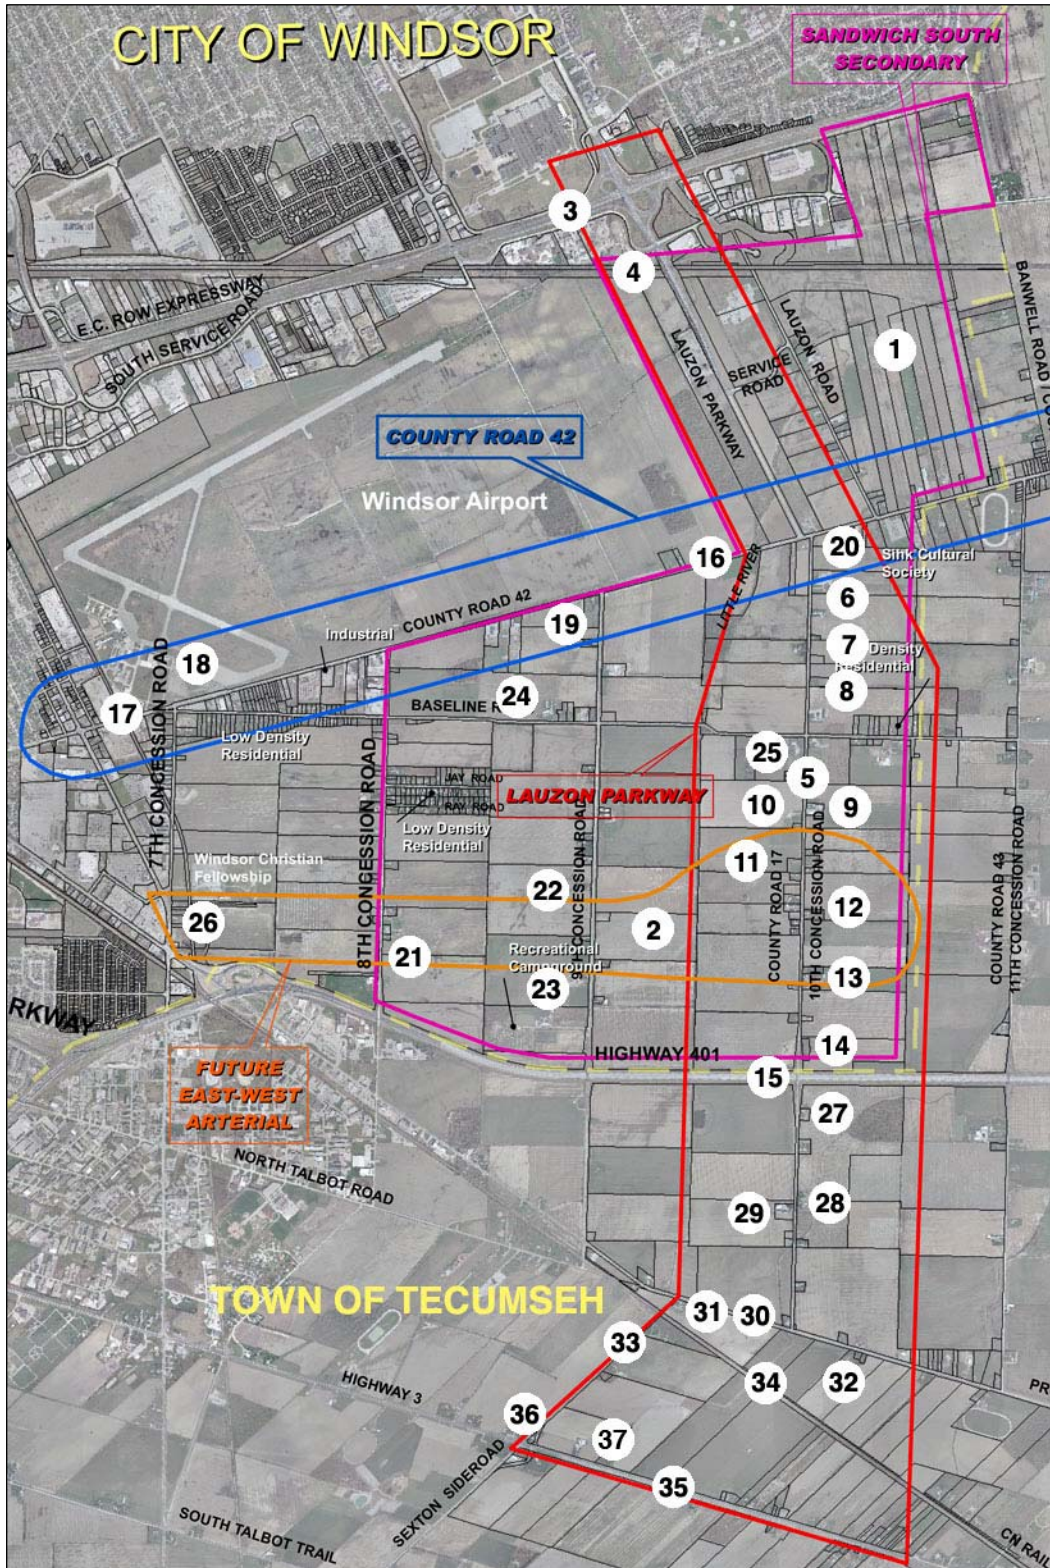 CITY OF WINDSOR
SANDWICH SOUTH
SECONDARY
3
4
E.C. ROW EXPRESSWAY
SOUTH SERVICE ROAD
LAUZON PARKWAY
SERVICE
ROAD
LAUZON ROAD
1
BANWELL ROAD
COUNTY ROAD 42
Windsor Airport
16
20
Sihk Cultural
Society
LITTLE RIVER
6
COUNTY ROAD 42
19
Industrial
7
Density
Residential
18
8
17
24
BASELINE R
7TH CONCESSION ROAD
Low Density
Residential
25
5
8TH CONCESSION ROAD
JAY ROAD
RAY ROAD
LAUZON PARKWAY
10
9
Low Density
Residential
H CONCESSION ROAD
11
COUNTY ROAD 17
10TH CONCESSION ROAD
COUNTY ROAD 43
11TH CONCESSION ROAD
Windsor Christian
Fellowship
22
12
26
2
21
Recreational
Campground
23
13
RKWAY
14
HIGHWAY 401
15
FUTURE
EAST-WEST
ARTERIAL
27
NORTH TALBOT ROAD
28
29
TOWN OF TECUMSEH
31
30
33
34
32
HIGHWAY 3
PR
36
37
SEXTON SIDEROAD
35
SOUTH TALBOT TRAIL
CN RAI